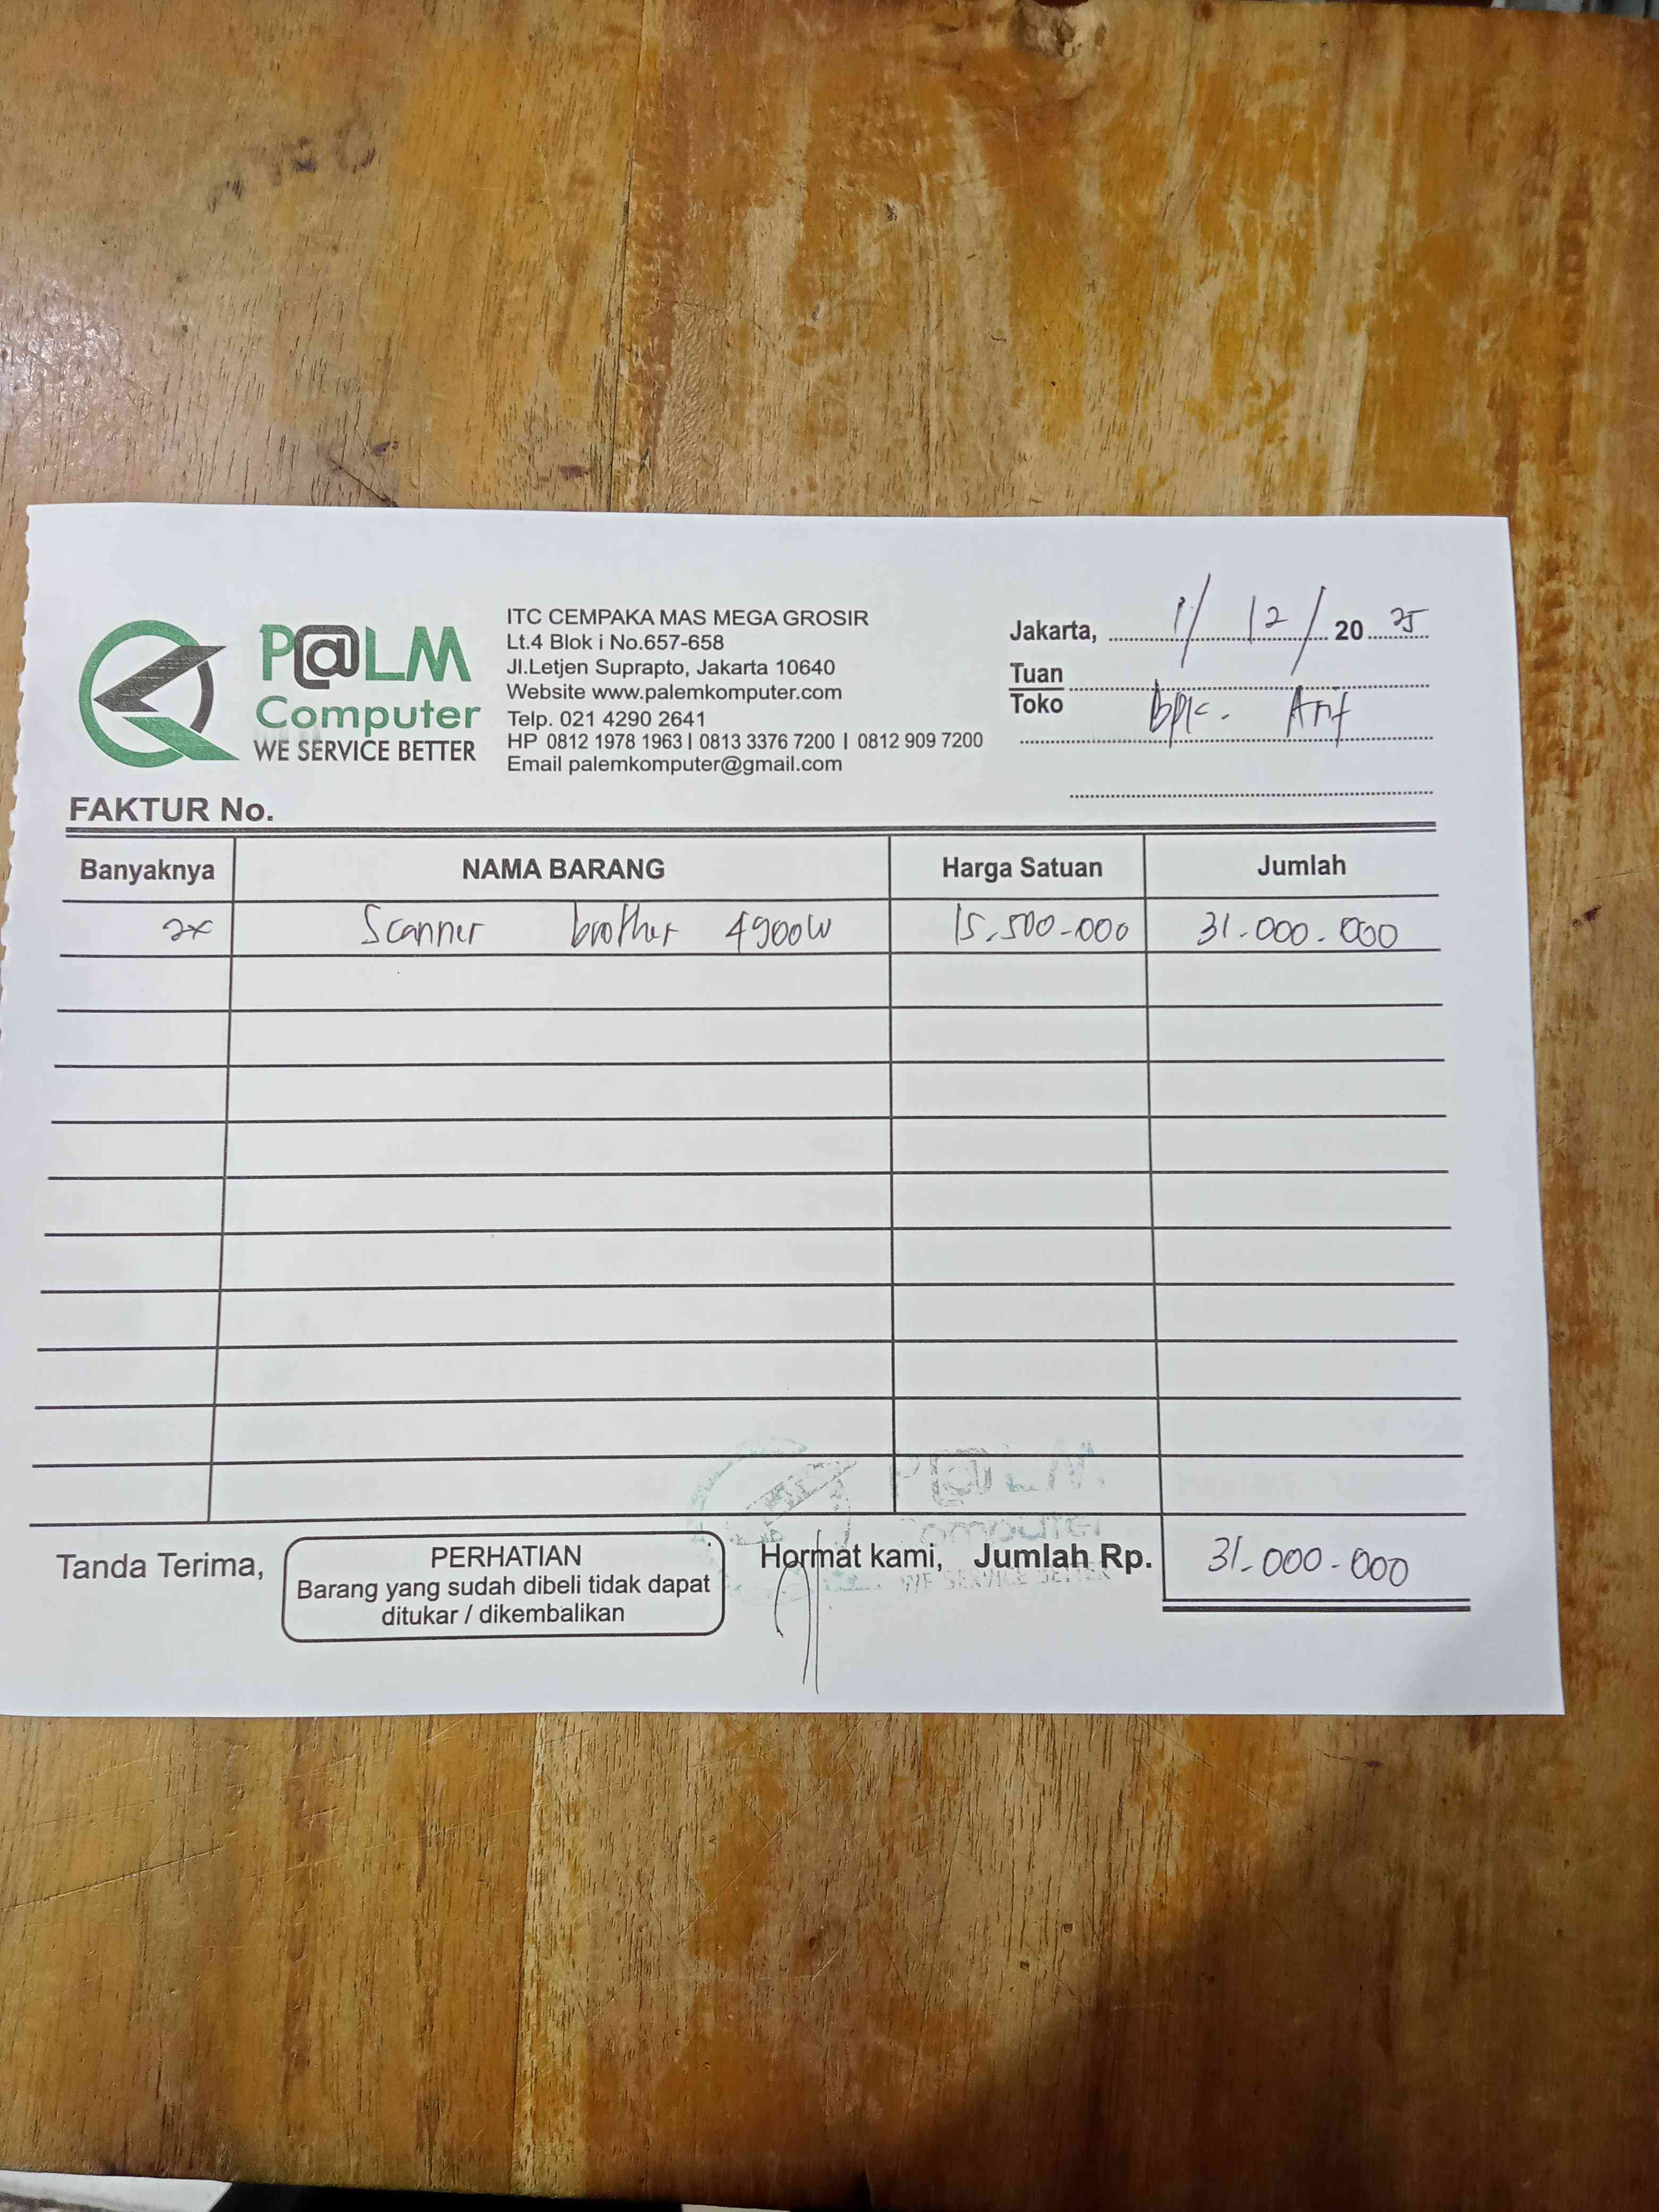 P@LM
Computer
WE SERVICE BETTER
ITC CEMPAKA MAS MEGA GROSIR
Lt.4 Blok i No.657-658
Jl.Letjen Suprapto, Jakarta 10640
Website www.palemkomputer.com
Telp. 021 4290 2641
HP 0812 1978 1963 | 0813 3376 7200 | 0812 909 7200
Email palemkomputer@gmail.com
Jakarta, 1/ 12/ 20 25
Tuan
Toko
bpk. Arif
FAKTUR No.
Banyaknya NAMA BARANG Harga Satuan Jumlah
2x Scanner brother 4900W 15.500-000 31-000.000
Tanda Terima,
PERHATIAN
Barang yang sudah dibeli tidak dapat
ditukar / dikembalikan
Hormat kami, Jumlah Rp. 31-000-000